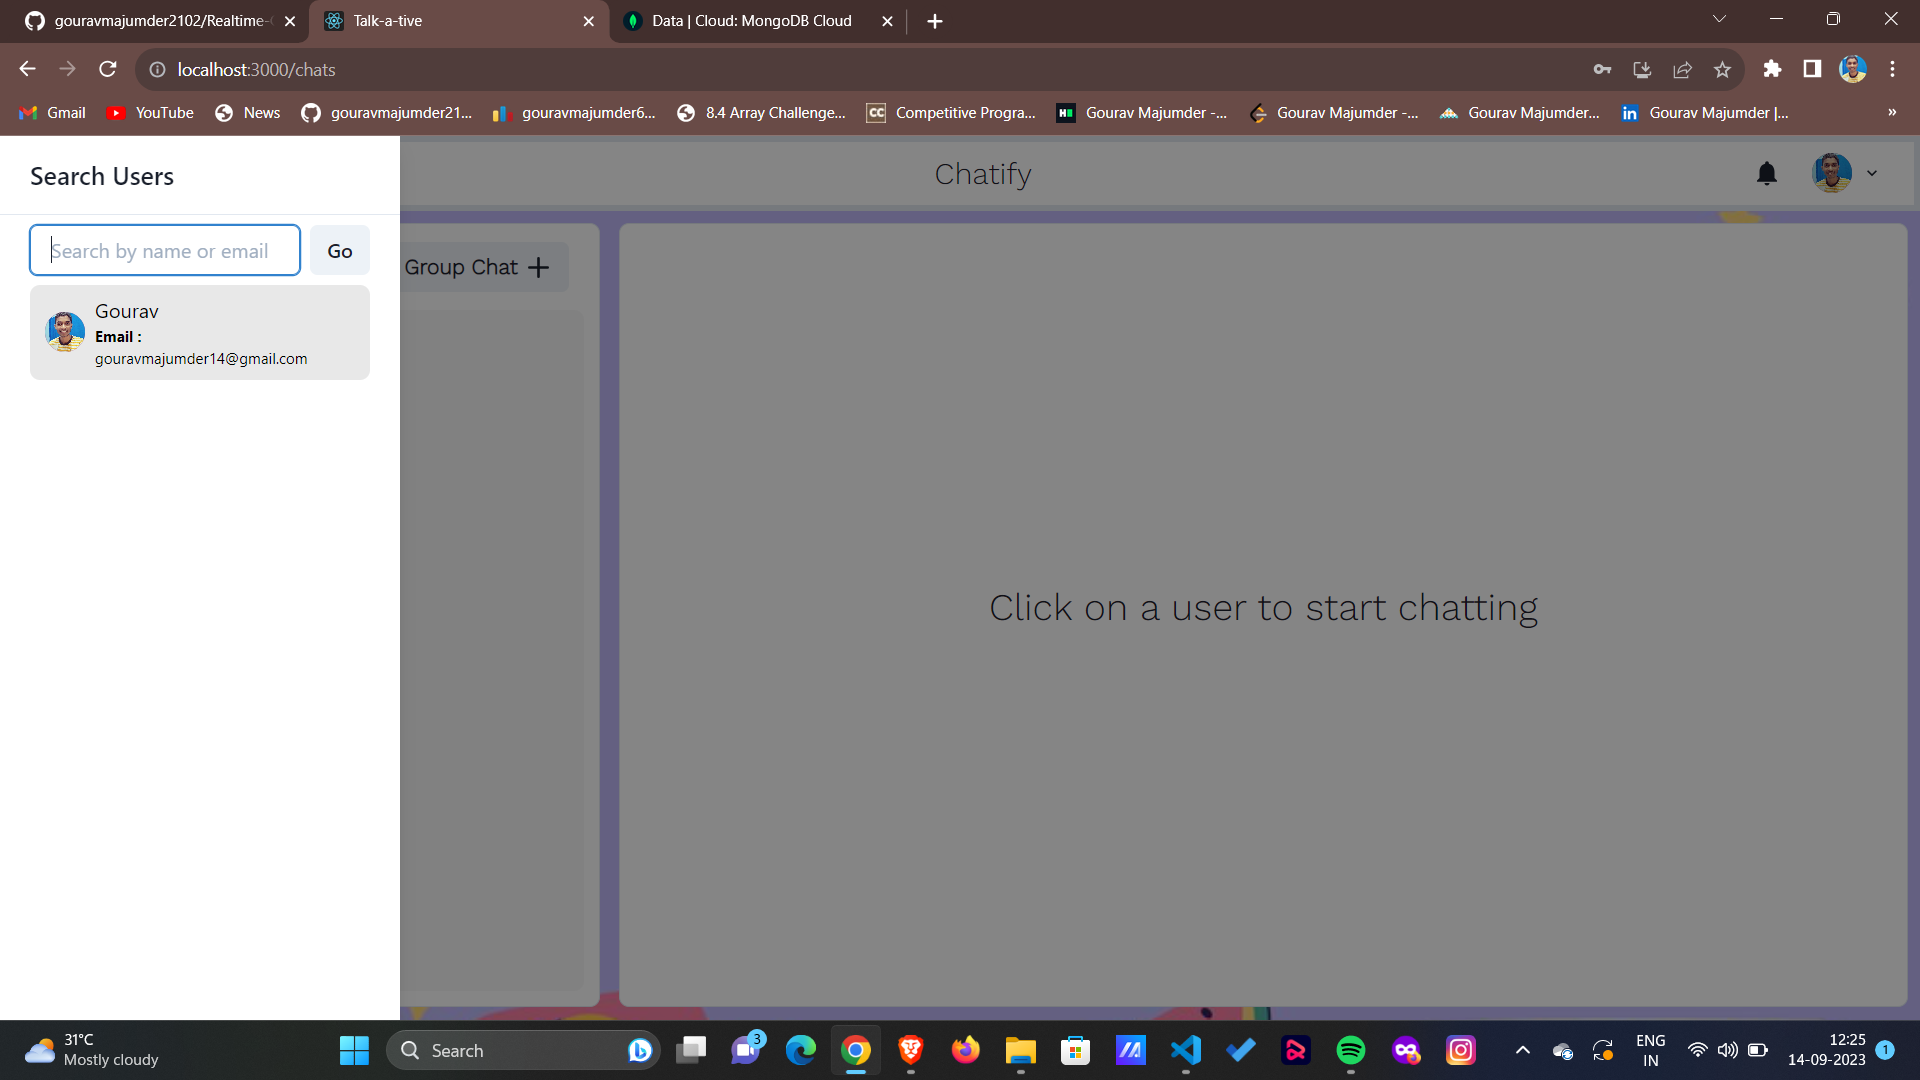 gouravmajumder2102/Realtime-
Talk-a-tive
Data | Cloud: MongoDB Cloud
localhost:3000/chats
Gmail
YouTube
News
gouravmajumder21...
gouravmajumder6...
8.4 Array Challenge...
Competitive Progra...
Gourav Majumder -...
Gourav Majumder -...
Gourav Majumder...
Gourav Majumder |...
»
Search Users
Chatify
Search by name or email
Go
Group Chat
Gourav
Email :
gouravmajumder14@gmail.com
Click on a user to start chatting
31°C
Mostly cloudy
Search
3
ENG
IN
12:25
14-09-2023
1